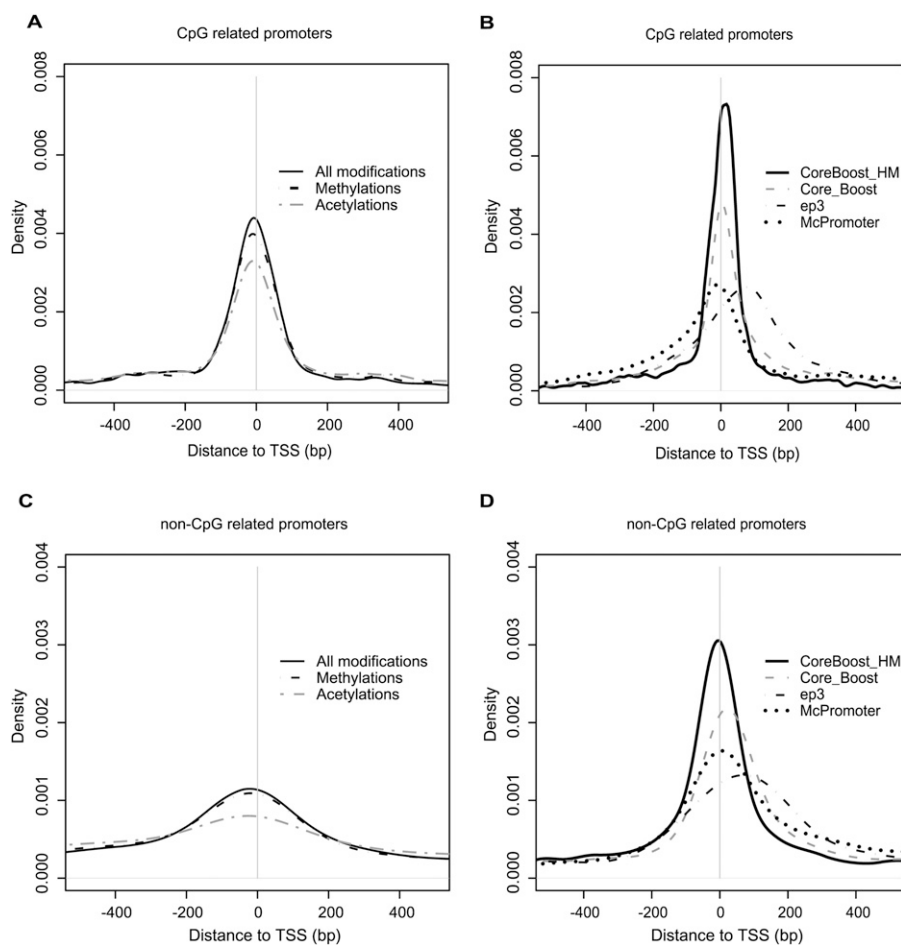 A
CpG related promoters
0.008
0.006
0.004
0.002
0.000
Density
All modifications
Methylations
Acetylations
-400 -200 0 200 400
Distance to TSS (bp)
B
CpG related promoters
0.008
0.006
0.004
0.002
0.000
Density
CoreBoost_HM
Core_Boost
ep3
McPromoter
-400 -200 0 200 400
Distance to TSS (bp)
C
non-CpG related promoters
0.004
0.003
0.002
0.001
0.000
Density
All modifications
Methylations
Acetylations
-400 -200 0 200 400
Distance to TSS (bp)
D
non-CpG related promoters
0.004
0.003
0.002
0.001
0.000
Density
CoreBoost_HM
Core_Boost
ep3
McPromoter
-400 -200 0 200 400
Distance to TSS (bp)